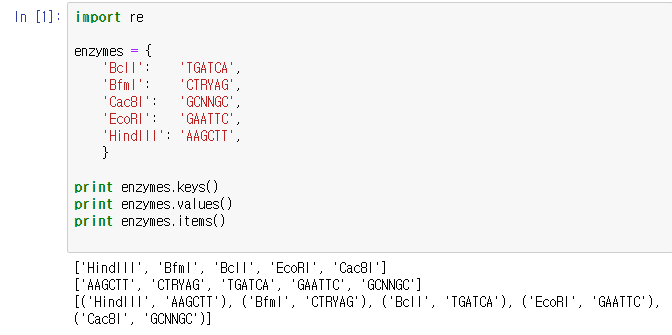 In [1]: import re
enzymes = {
'BclI': 'TGATCA',
'BfmI': 'CTRYAG',
'Cac8I': 'GCNNGC',
'EcoRI': 'GAATTC',
'HindIII': 'AAGCTT',
}
print enzymes.keys()
print enzymes.values()
print enzymes.items()
['HindIII', 'BfmI', 'BclI', 'EcoRI', 'Cac8I']
['AAGCTT', 'CTRYAG', 'TGATCA', 'GAATTC', 'GCNNGC']
[('HindIII', 'AAGCTT'), ('BfmI', 'CTRYAG'), ('BclI', 'TGATCA'), ('EcoRI', 'GAATTC'),
('Cac8I', 'GCNNGC')]